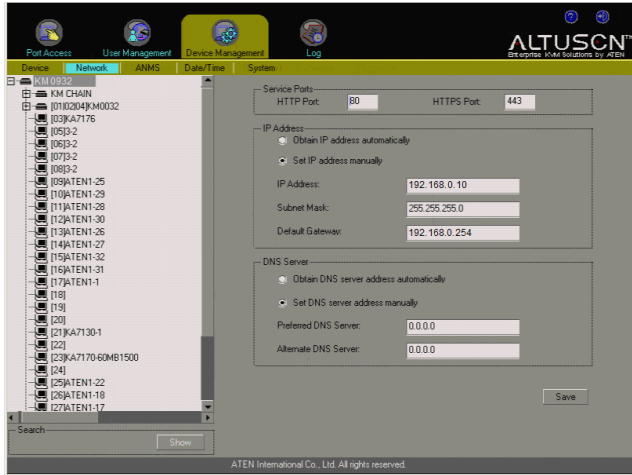 Port Access User Management Device Management Log
ALTUSCN™
Enterprise KVM Solutions by ATEN
Device Network ANMS Date/Time System
KM0932
KM CHAIN
[01|02|04]KM0032
[03]KA7176
[05]3-2
[06]3-2
[07]3-2
[08]3-2
[09]ATEN1-25
[10]ATEN1-29
[11]ATEN1-28
[12]ATEN1-30
[13]ATEN1-26
[14]ATEN1-27
[15]ATEN1-32
[16]ATEN1-31
[17]ATEN1-1
[18]
[19]
[20]
[21]KA7130-1
[22]
[23]KA7170-60MB1500
[24]
[25]ATEN1-22
[26]ATEN1-18
[27]ATEN1-17
Search
Show
Service Ports
HTTP Port: 80 HTTPS Port: 443
IP Address
Obtain IP address automatically
Set IP address manually
IP Address: 192.168.0.10
Subnet Mask: 255.255.255.0
Default Gateway: 192.168.0.254
DNS Server
Obtain DNS server address automatically
Set DNS server address manually
Preferred DNS Server: 0.0.0.0
Alternate DNS Server: 0.0.0.0
Save
ATEN International Co., Ltd. All rights reserved.